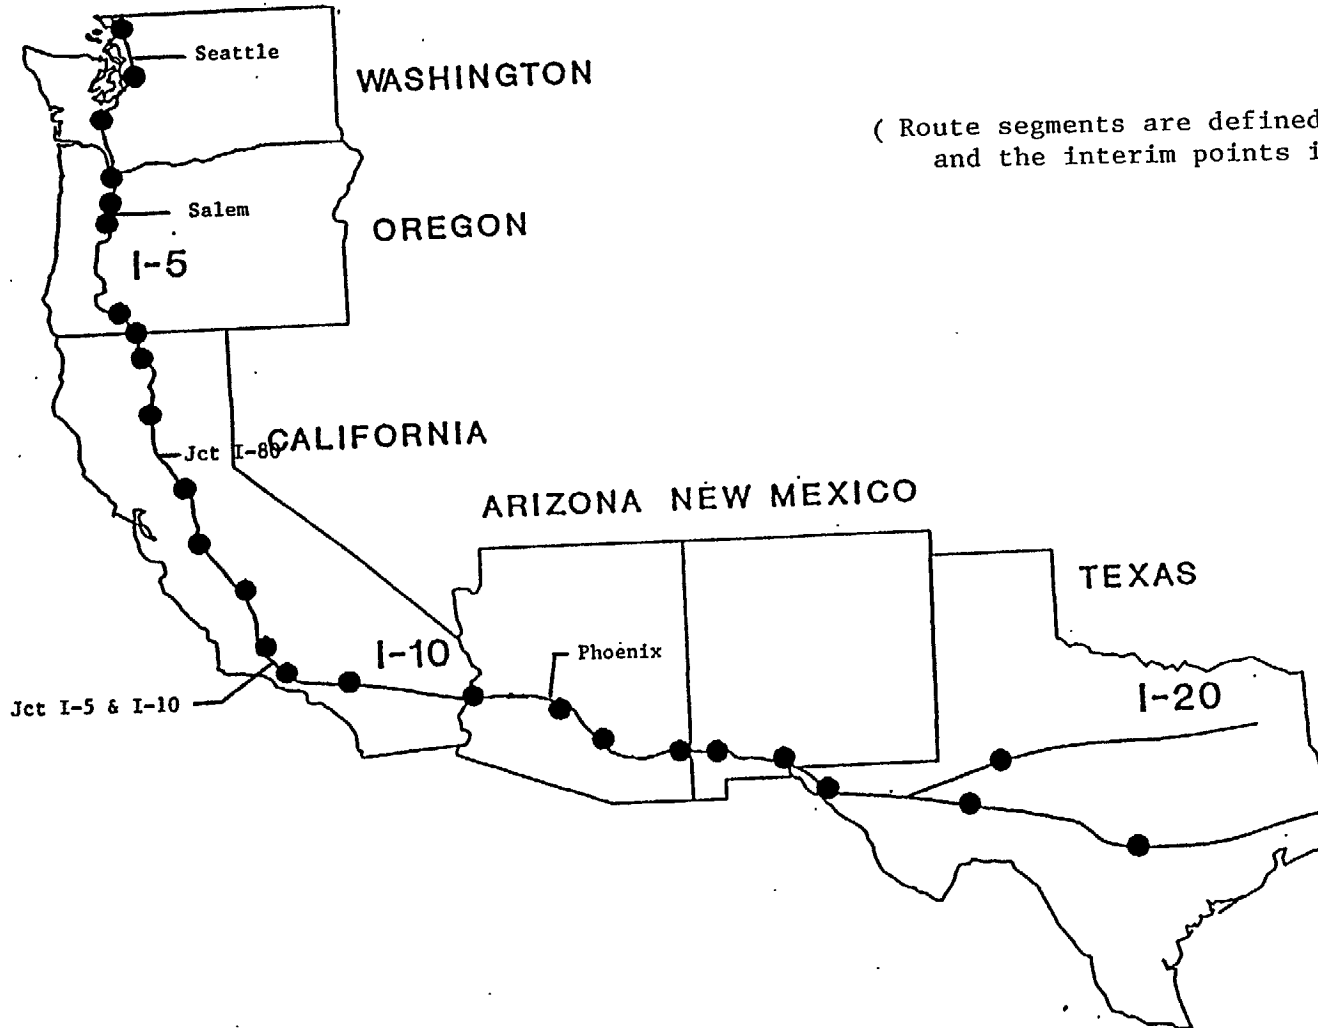 Seattle
WASHINGTON
( Route segments are defined
and the interim points i
Salem
OREGON
I-5
CALIFORNIA
Jct I-80
ARIZONA NEW MEXICO
TEXAS
I-10
Phoenix
I-20
Jct I-5 & I-10